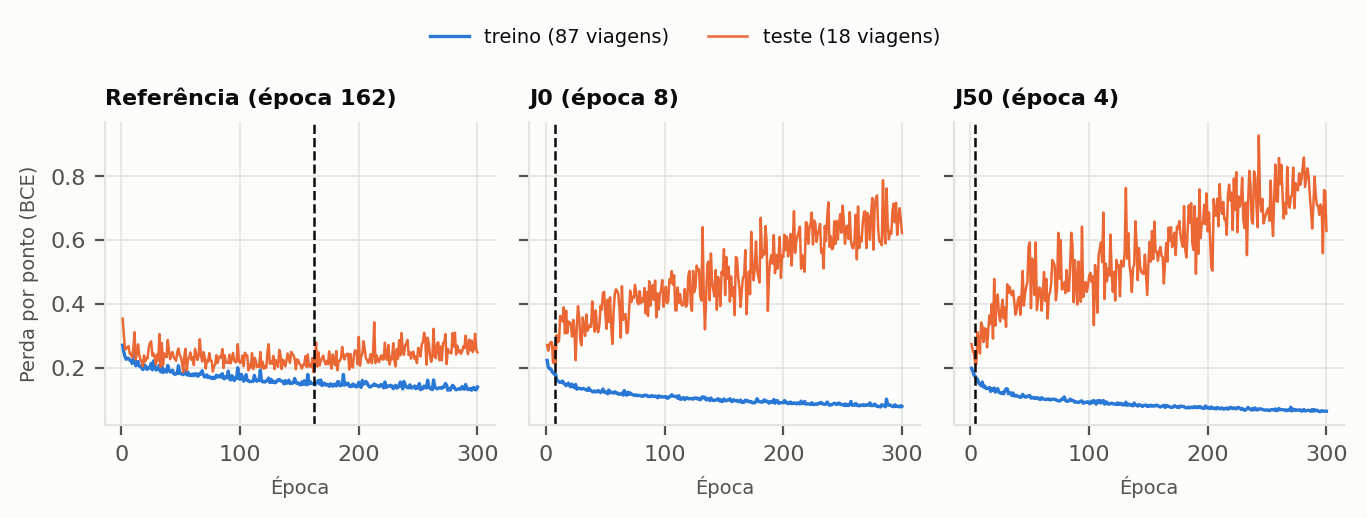 treino (87 viagens) teste (18 viagens)
Referência (época 162) J0 (época 8) J50 (época 4)
Perda por ponto (BCE)
0.8
0.6
0.4
0.2
0 100 200 300 0 100 200 300 0 100 200 300
Época Época Época